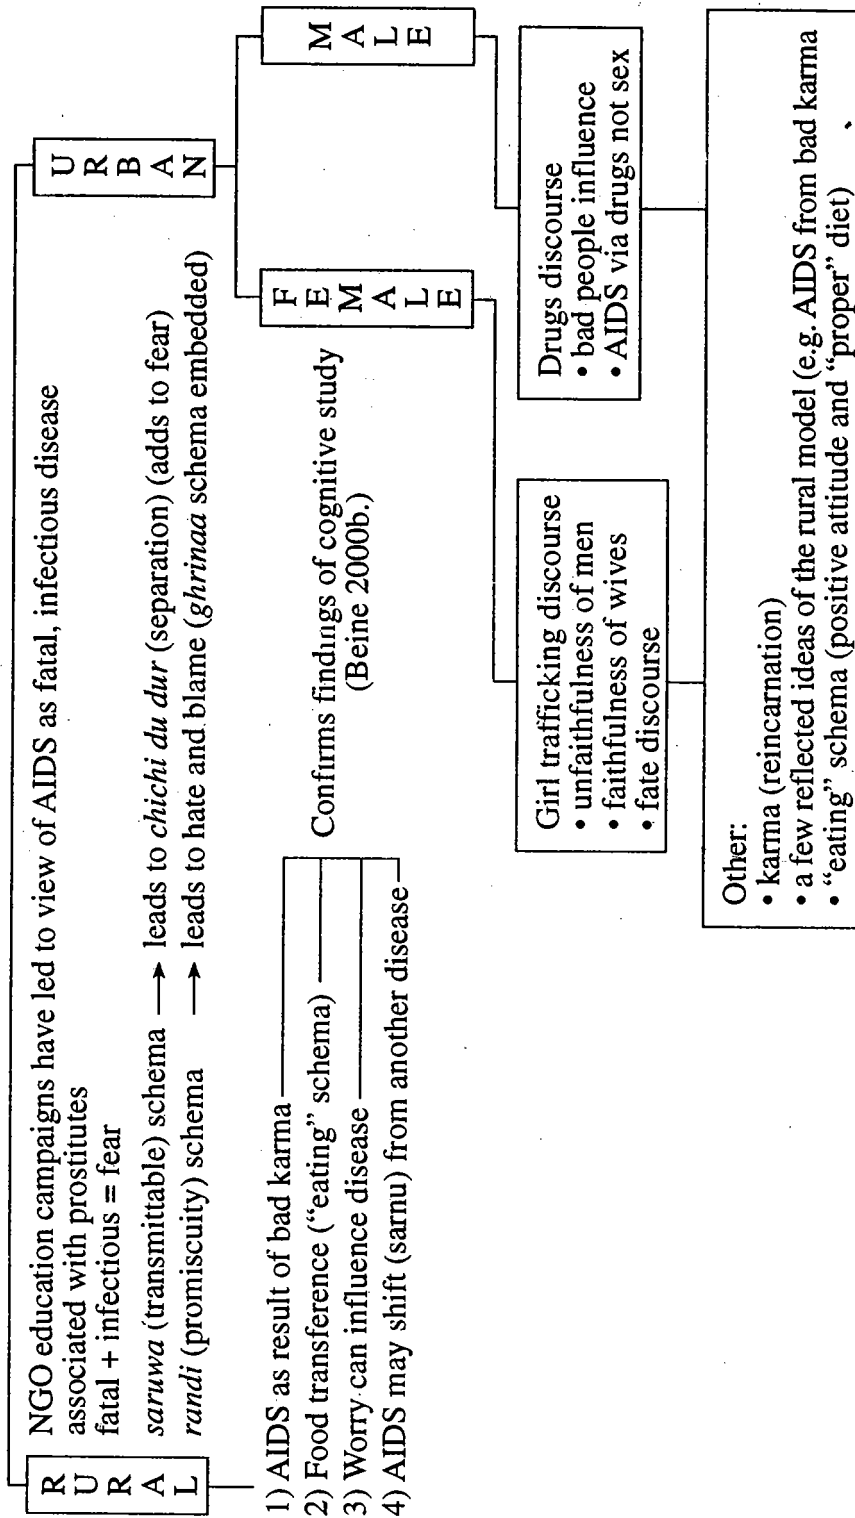 RURAL
NGO education campaigns have led to view of AIDS as fatal, infectious disease
associated with prostitutes
fatal + infectious = fear
saruwa (transmittable) schema → leads to chichi du dur (separation) (adds to fear)
randi (promiscuity) schema → leads to hate and blame (ghrinaa schema embedded)
URBAN
1) AIDS as result of bad karma
2) Food transference (“eating” schema)
3) Worry can influence disease
4) AIDS may shift (sarnu) from another disease
Confirms findings of cognitive study
(Beine 2000b.)
FEMALE
MALE
Girl trafficking discourse
• unfaithfulness of men
• faithfulness of wives
• fate discourse
Drugs discourse
• bad people influence
• AIDS via drugs not sex
Other:
• karma (reincarnation)
• a few reflected ideas of the rural model (e.g. AIDS from bad karma
• “eating” schema (positive attitude and “proper” diet)